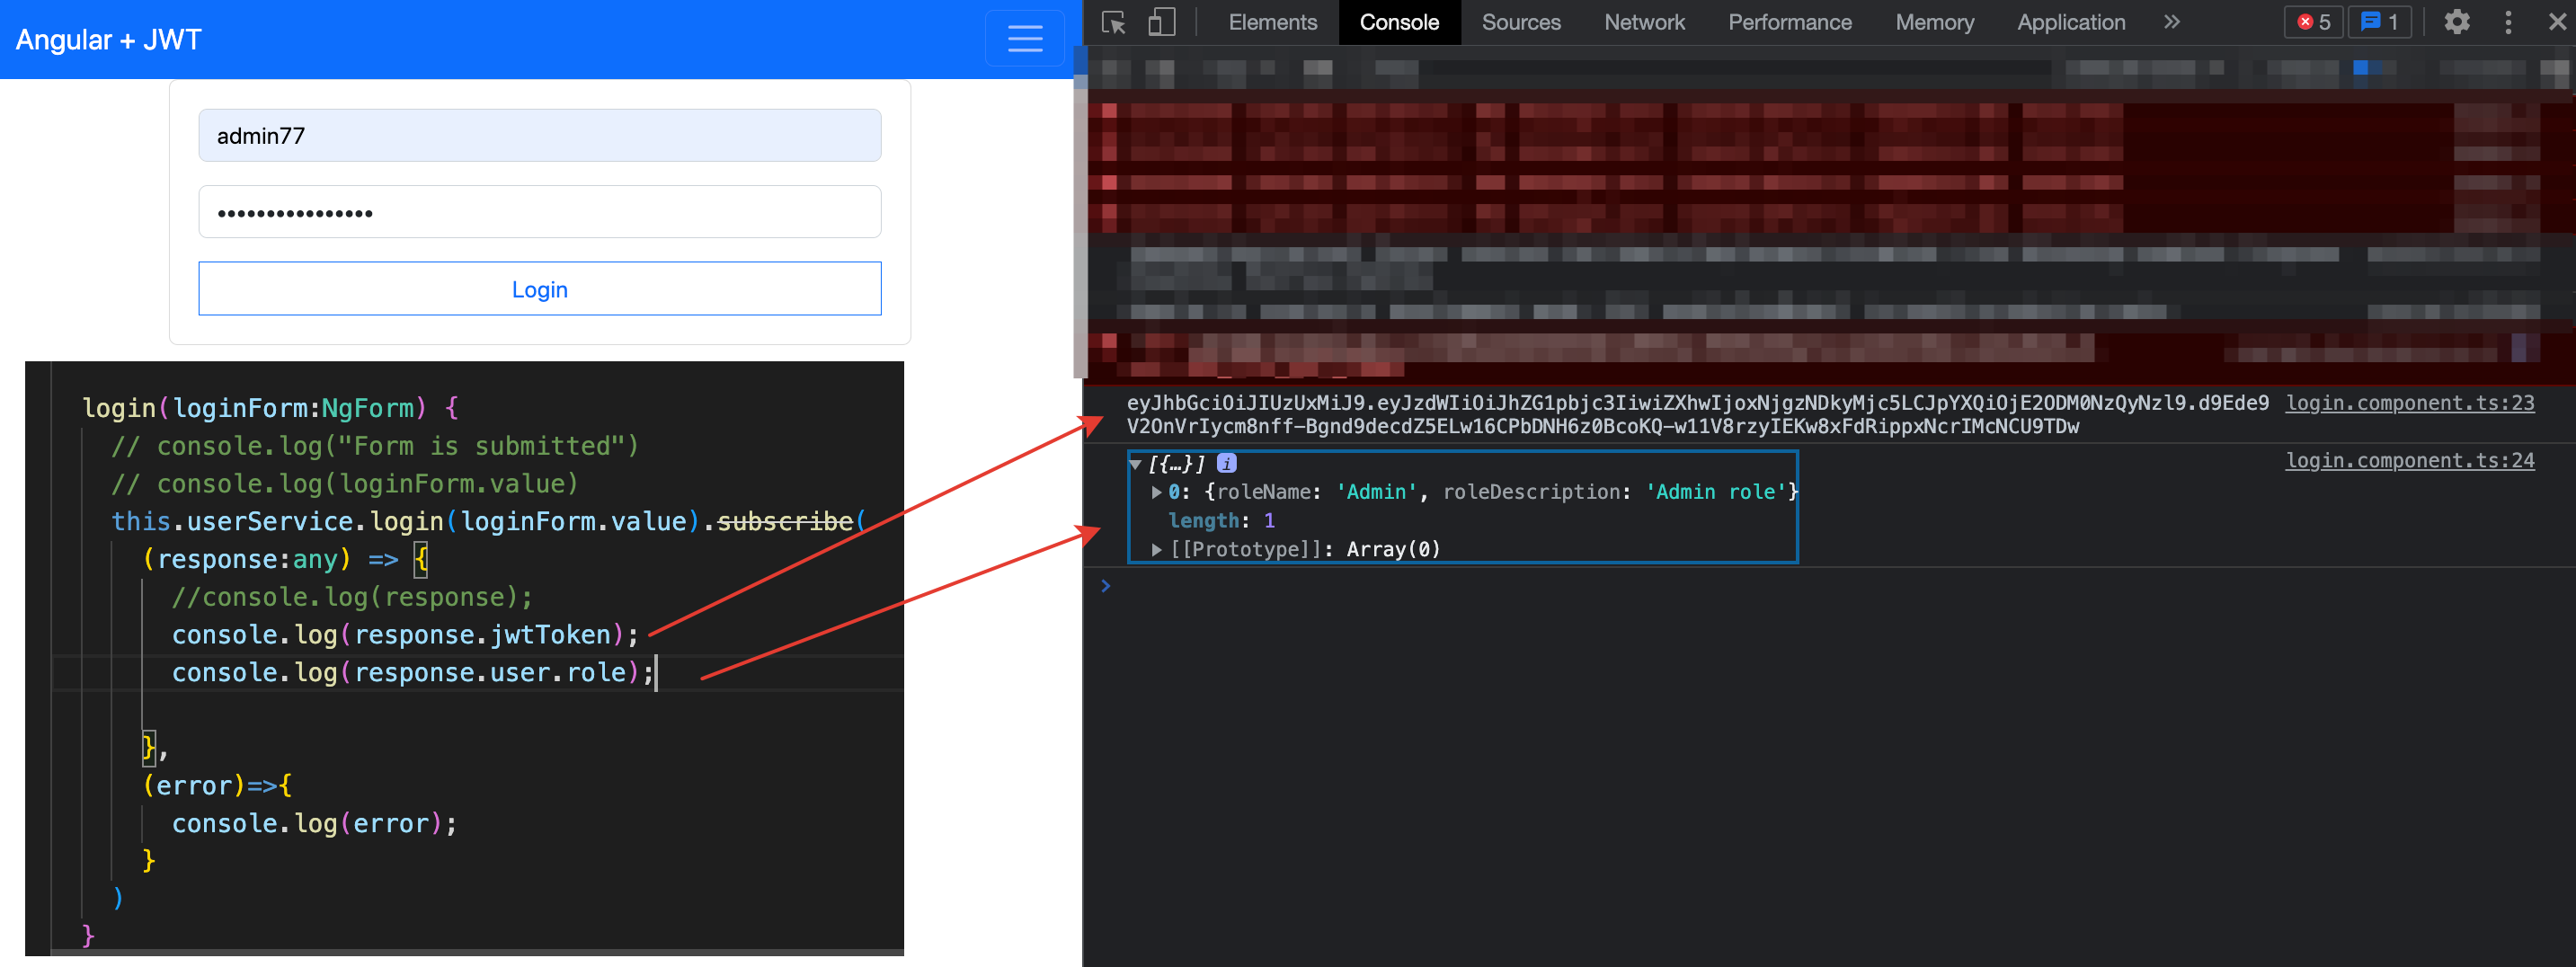 Angular + JWT
admin77
••••••••••••••••
Login
login(loginForm:NgForm) {
// console.log("Form is submitted")
// console.log(loginForm.value)
this.userService.login(loginForm.value).subscribe(
(response:any) => {
//console.log(response);
console.log(response.jwtToken);
console.log(response.user.role);
},
(error)=>{
console.log(error);
}
)
}
Elements Console Sources Network Performance Memory Application » 5 1
eyJhbGciOiJIUzUxMiJ9.eyJzdWIiOiJhZG1pbjc3IiwiZXhwIjoxNjgzNDkyMjc5LCJpYXQiOjE2ODM0NzQyNzl9.d9Ede9 login.component.ts:23
V2OnVrIycm8nff-Bgnd9decdZ5ELw16CPbDNH6z0BcoKQ-w11V8rzyIEKw8xFdRippxNcrIMcNCU9TDw
[{…}] i login.component.ts:24
0: {roleName: 'Admin', roleDescription: 'Admin role'}
length: 1
[[Prototype]]: Array(0)